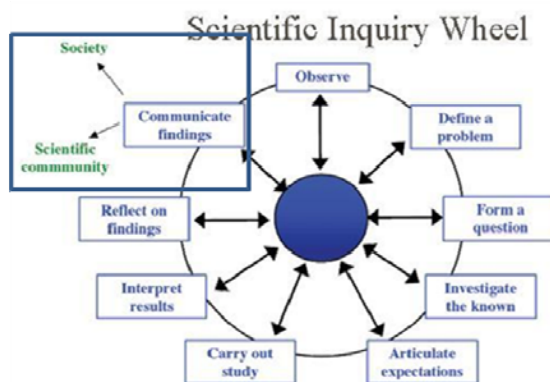 Scientific Inquiry Wheel
Society
Observe
Communicate
findings
Define a
problem
Scientific
commmunity
Reflect on
findings
Form a
question
Interpret
results
Investigate
the known
Carry out
study
Articulate
expectations